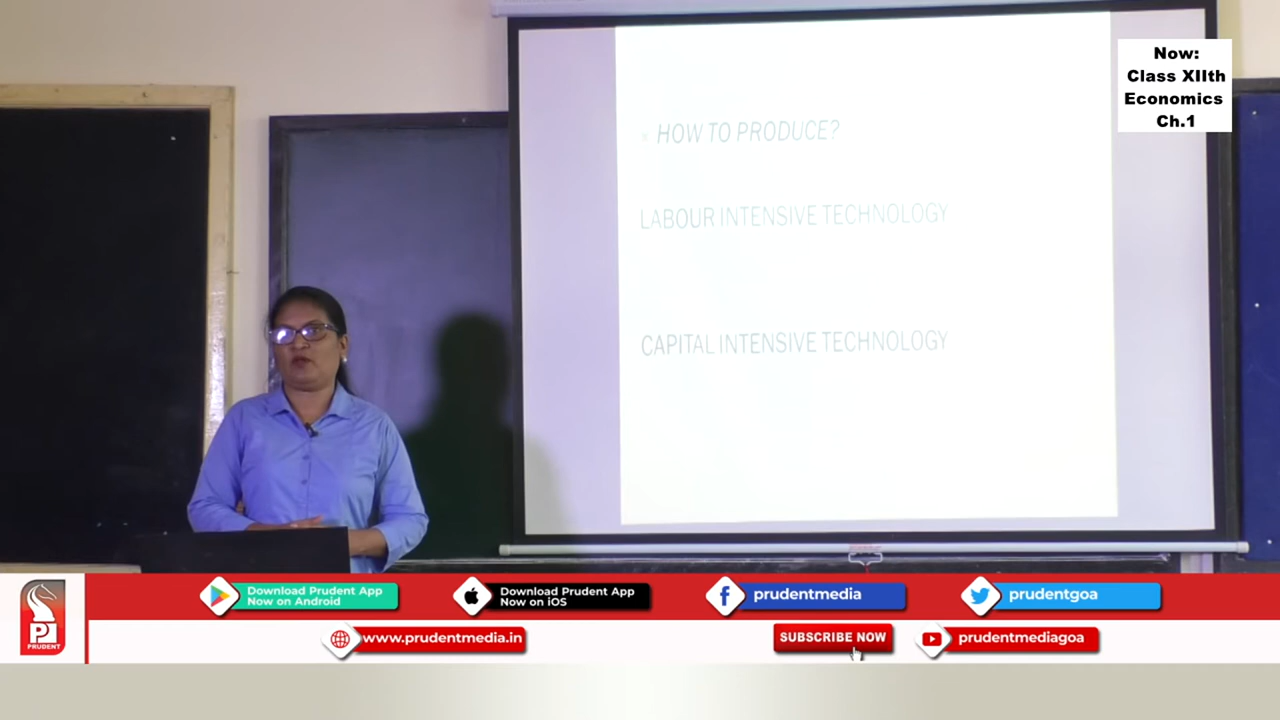 Now:
Class XIIth
Economics
Ch.1
HOW TO PRODUCE?
LABOUR INTENSIVE TECHNOLOGY
CAPITAL INTENSIVE TECHNOLOGY
PRUDENT
Download Prudent App
Now on Android
Download Prudent App
Now on iOS
prudentmedia
prudentgoa
www.prudentmedia.in
SUBSCRIBE NOW
prudentmediagoa